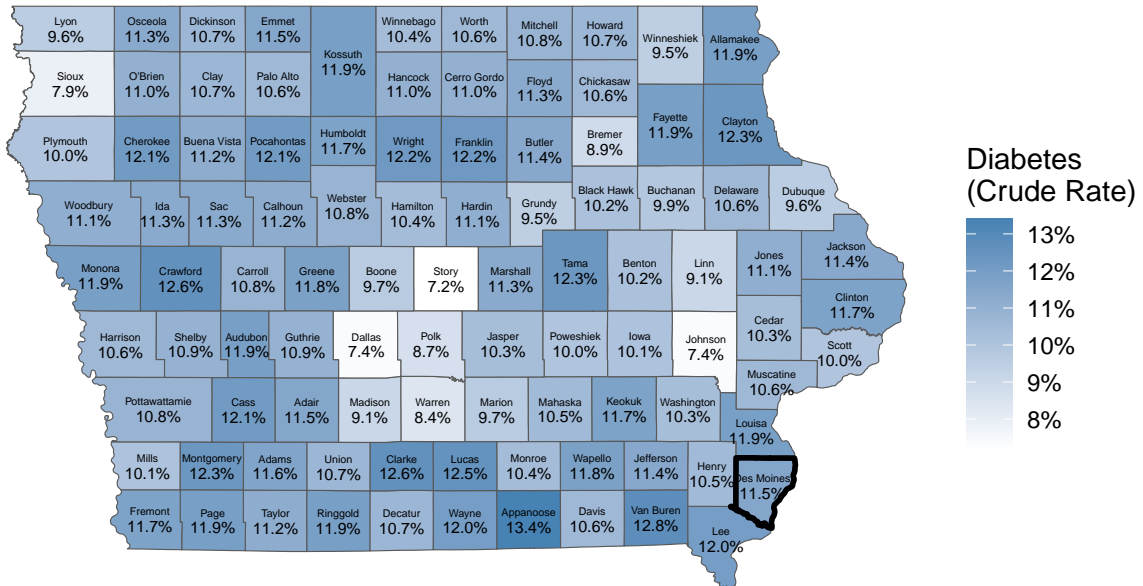 Lyon
9.6%
Osceola
11.3%
Dickinson
10.7%
Emmet
11.5%
Kossuth
11.9%
Winnebago
10.4%
Worth
10.6%
Mitchell
10.8%
Howard
10.7%
Winneshiek
9.5%
Allamakee
11.9%
Sioux
7.9%
O'Brien
11.0%
Clay
10.7%
Palo Alto
10.6%
Hancock
11.0%
Cerro Gordo
11.0%
Floyd
11.3%
Chickasaw
10.6%
Fayette
11.9%
Clayton
12.3%
Plymouth
10.0%
Cherokee
12.1%
Buena Vista
11.2%
Pocahontas
12.1%
Humboldt
11.7%
Wright
12.2%
Franklin
12.2%
Butler
11.4%
Bremer
8.9%
Woodbury
11.1%
Ida
11.3%
Sac
11.3%
Calhoun
11.2%
Webster
10.8%
Hamilton
10.4%
Hardin
11.1%
Grundy
9.5%
Black Hawk
10.2%
Buchanan
9.9%
Delaware
10.6%
Dubuque
9.6%
Monona
11.9%
Crawford
12.6%
Carroll
10.8%
Greene
11.8%
Boone
9.7%
Story
7.2%
Marshall
11.3%
Tama
12.3%
Benton
10.2%
Linn
9.1%
Jones
11.1%
Jackson
11.4%
Clinton
11.7%
Harrison
10.6%
Shelby
10.9%
Audubon
11.9%
Guthrie
10.9%
Dallas
7.4%
Polk
8.7%
Jasper
10.3%
Poweshiek
10.0%
Iowa
10.1%
Johnson
7.4%
Cedar
10.3%
Scott
10.0%
Muscatine
10.6%
Pottawattamie
10.8%
Cass
12.1%
Adair
11.5%
Madison
9.1%
Warren
8.4%
Marion
9.7%
Mahaska
10.5%
Keokuk
11.7%
Washington
10.3%
Louisa
11.9%
Mills
10.1%
Montgomery
12.3%
Adams
11.6%
Union
10.7%
Clarke
12.6%
Lucas
12.5%
Monroe
10.4%
Wapello
11.8%
Jefferson
11.4%
Henry
10.5%
Des Moines
11.5%
Fremont
11.7%
Page
11.9%
Taylor
11.2%
Ringgold
11.9%
Decatur
10.7%
Wayne
12.0%
Appanoose
13.4%
Davis
10.6%
Van Buren
12.8%
Lee
12.0%
Diabetes
(Crude Rate)
13%
12%
11%
10%
9%
8%